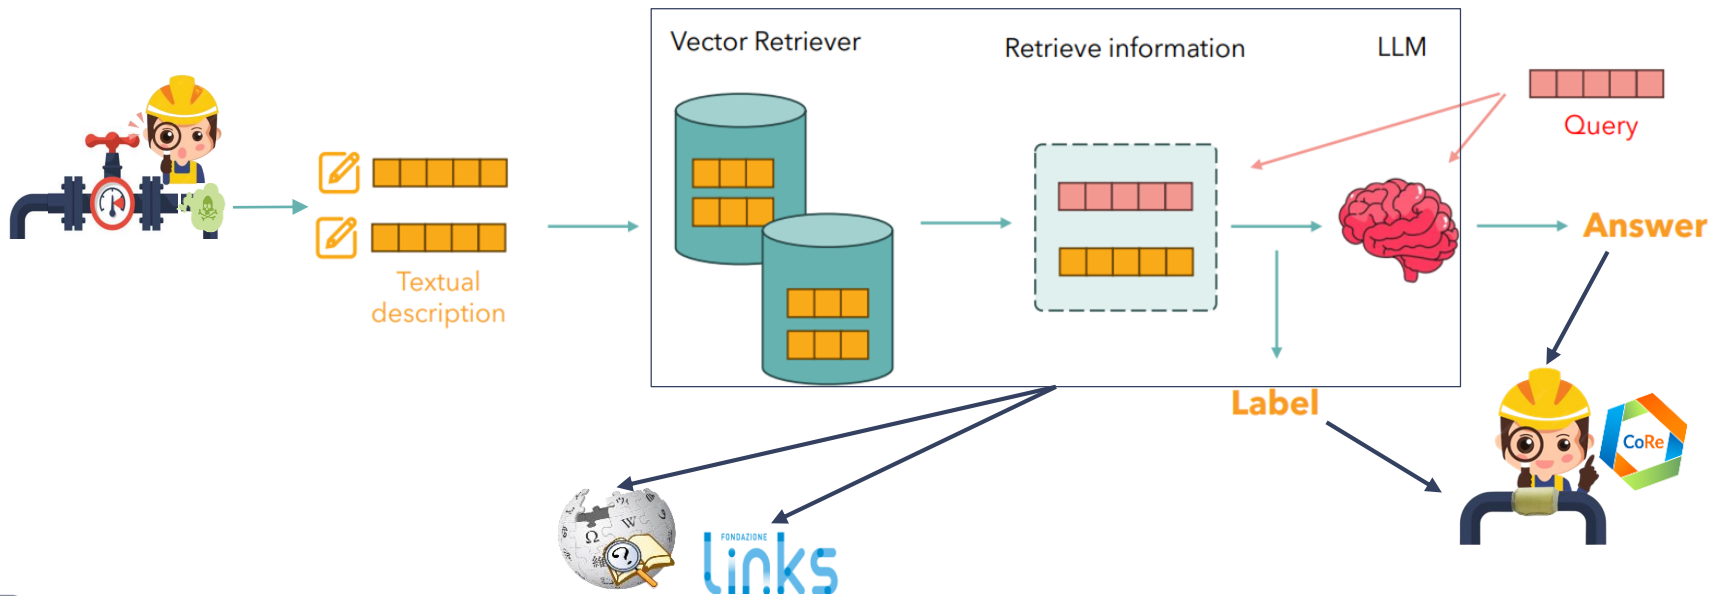 Vector Retriever
Retrieve information
LLM
Query
Textual
description
Answer
Label
CoRe
Ω W
?
FONDAZIONE
links